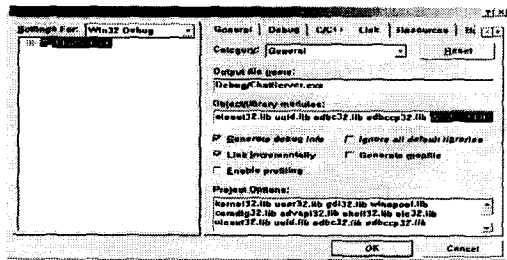 Settings For: Win32 Debug
General Debug C/C++ Link Resources
Category: General Reset
Output file name:
Debug/ChatServer.exe
Object/library modules:
oleaut32.lib uuid.lib odbc32.lib odbccp32.lib
Generate debug info Ignore all default libraries
Link incrementally Generate mapfile
Enable profiling
Project Options:
kernel32.lib user32.lib gdi32.lib winspool.lib
comdlg32.lib advapi32.lib shell32.lib ole32.lib
oleaut32.lib uuid.lib odbc32.lib odbccp32.lib
OK Cancel